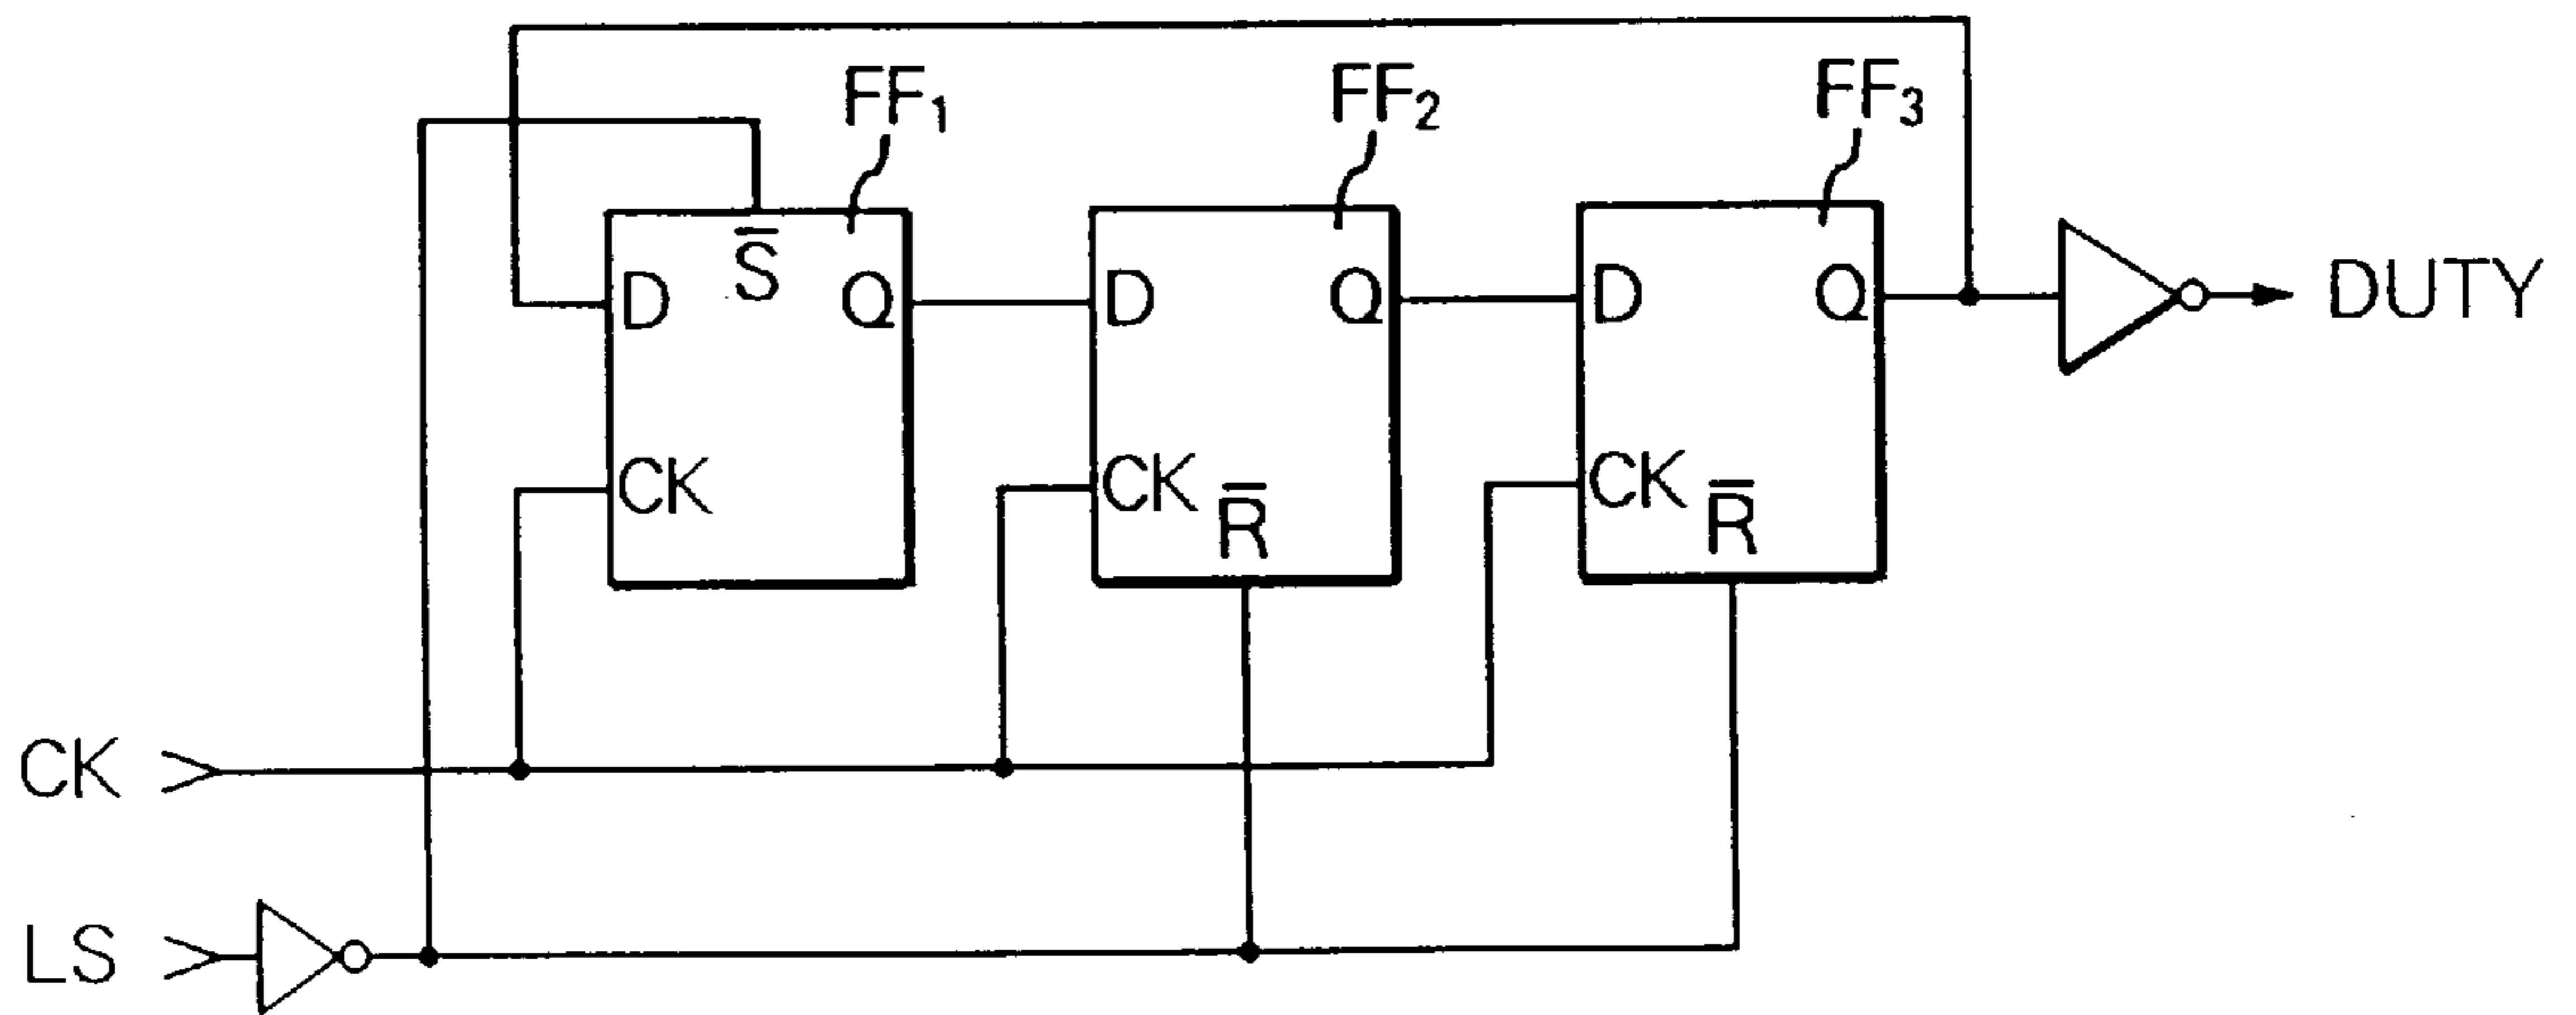 FF₁ FF₂ FF₃
S̅
D Q D Q D Q DUTY
CK CK CK
R̅ R̅
CK
LS